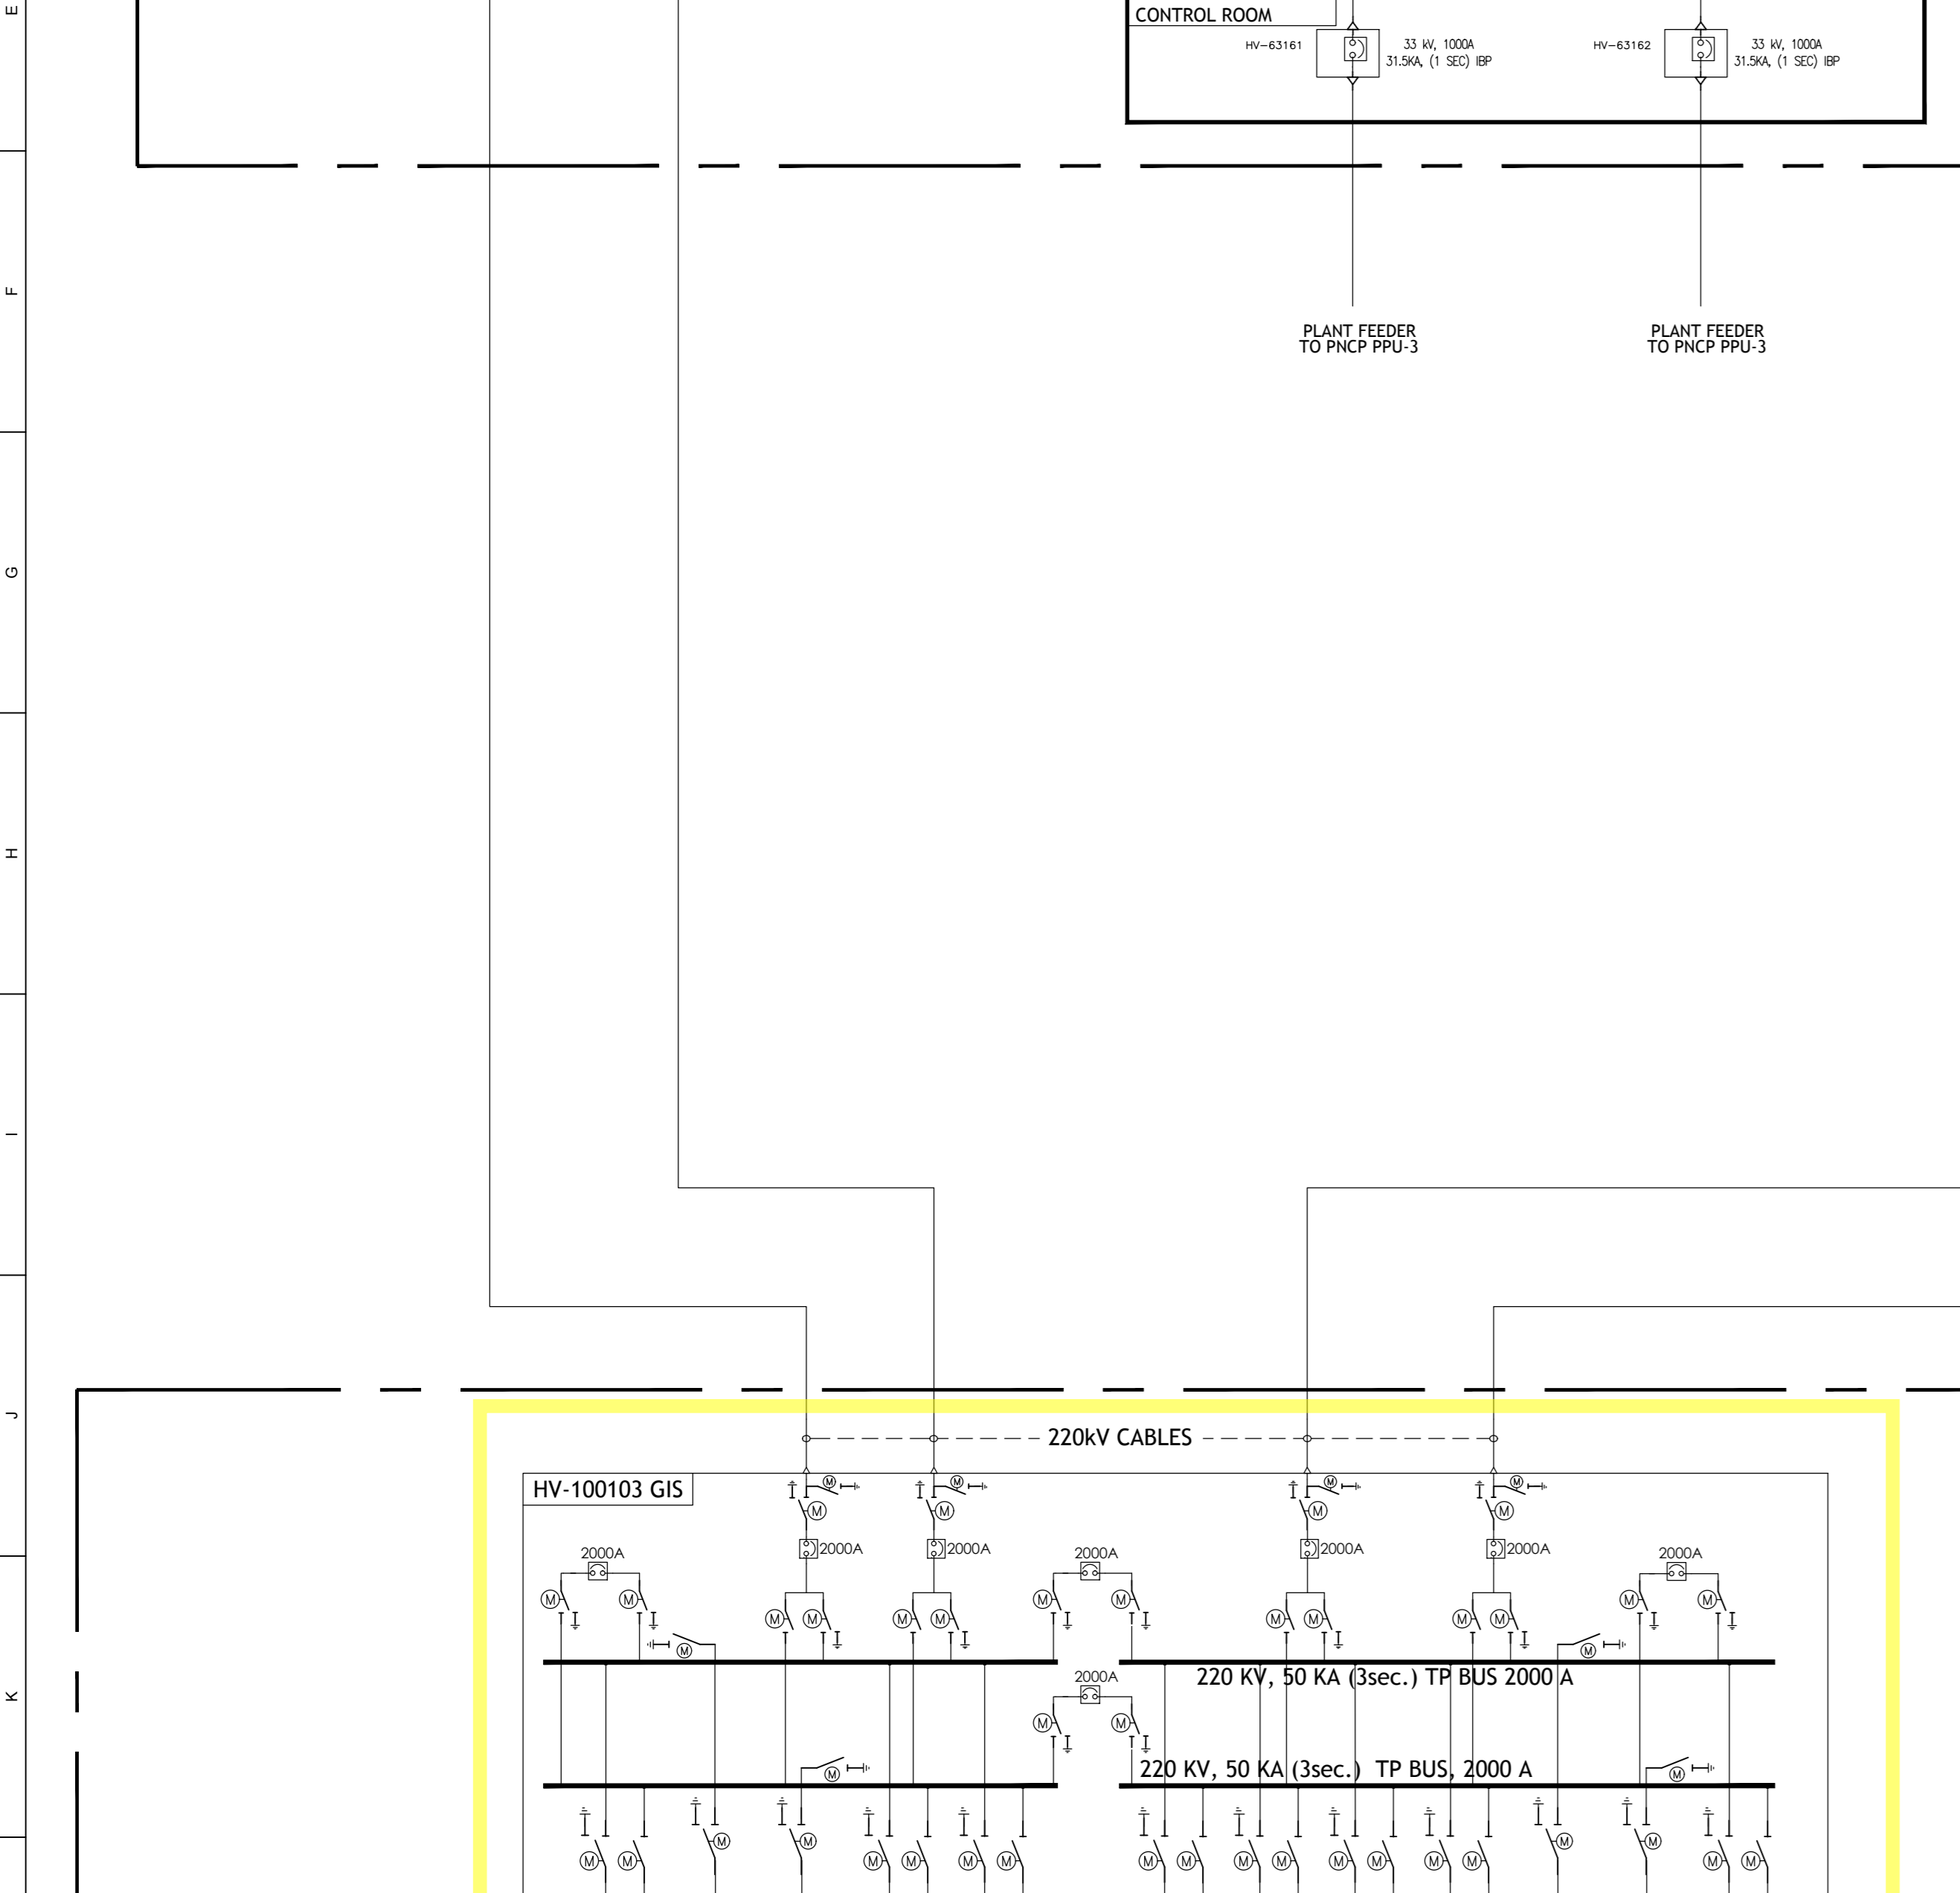 E
CONTROL ROOM
HV-63161
33 kV, 1000A
31.5KA, (1 SEC) IBP
HV-63162
33 kV, 1000A
31.5KA, (1 SEC) IBP
F
PLANT FEEDER
TO PNCP PPU-3
PLANT FEEDER
TO PNCP PPU-3
G
H
I
J
220kV CABLES
HV-100103 GIS
M M M M
M M M M
2000A 2000A 2000A 2000A
2000A 2000A 2000A
M M M M M M
M M M M M M M M
M M
K
220 KV, 50 KA (3sec.) TP BUS 2000 A
2000A
M M
220 KV, 50 KA (3sec.) TP BUS, 2000 A
M M
M M M M
M M M M M M M M M M M M M M M M